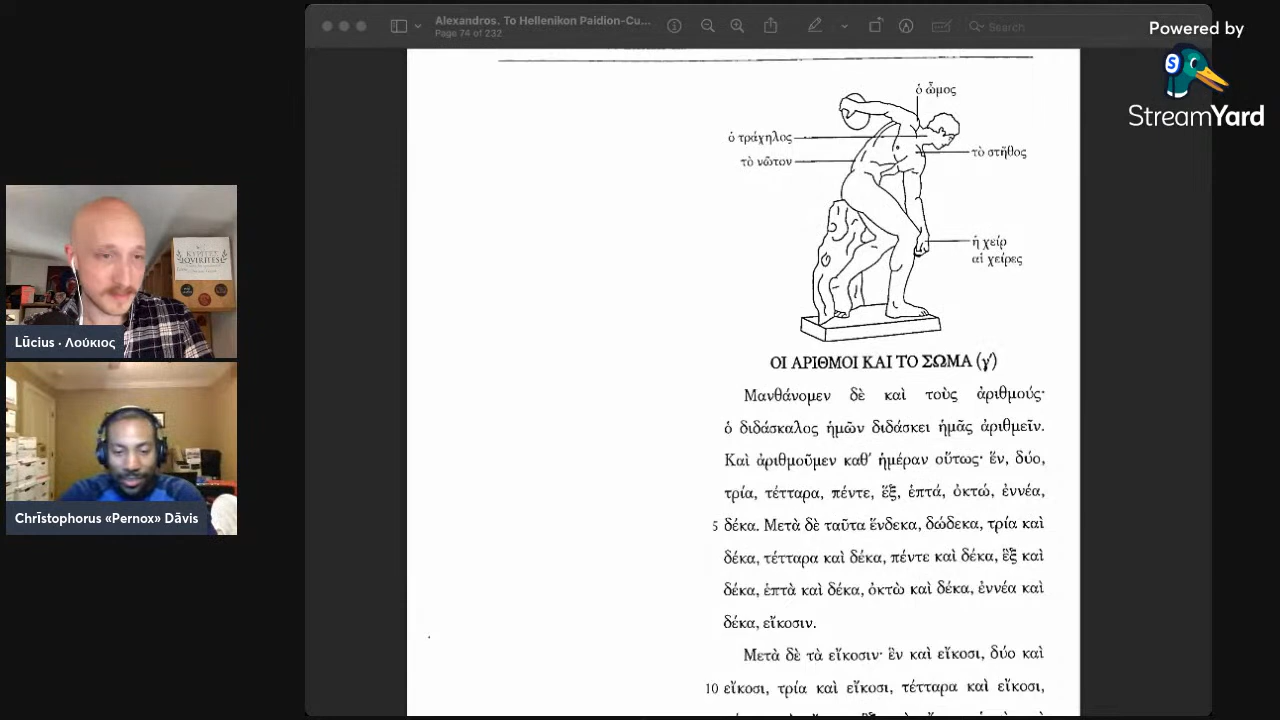 Alexandros. To Hellenikon Paidion-Cu...
Page 74 of 232
Search
Powered by
S
StreamYard
ὁ ὦμος
ὁ τράχηλος
τὸ στῆθος
τὸ νῶτον
ἡ χείρ
αἱ χεῖρες
ΚΥΡΙΤΕΣ
IOVIRITES
Lūcius · Λούκιος
Chrīstophorus «Pernox» Dāvis
ΟΙ ΑΡΙΘΜΟΙ ΚΑΙ ΤΟ ΣΩΜΑ (γ΄)
Μανθάνομεν δὲ καὶ τοὺς ἀριθμούς·
ὁ διδάσκαλος ἡμῶν διδάσκει ἡμᾶς ἀριθμεῖν.
Καὶ ἀριθμοῦμεν καθ' ἡμέραν οὕτως· ἕν, δύο,
τρία, τέτταρα, πέντε, ἕξ, ἑπτά, ὀκτώ, ἐννέα,
5 δέκα. Μετὰ δὲ ταῦτα ἕνδεκα, δώδεκα, τρία καὶ
δέκα, τέτταρα καὶ δέκα, πέντε καὶ δέκα, ἓξ καὶ
δέκα, ἑπτὰ καὶ δέκα, ὀκτὼ καὶ δέκα, ἐννέα καὶ
δέκα, εἴκοσιν.
Μετὰ δὲ τὰ εἴκοσιν· ἓν καὶ εἴκοσι, δύο καὶ
10 εἴκοσι, τρία καὶ εἴκοσι, τέτταρα καὶ εἴκοσι,